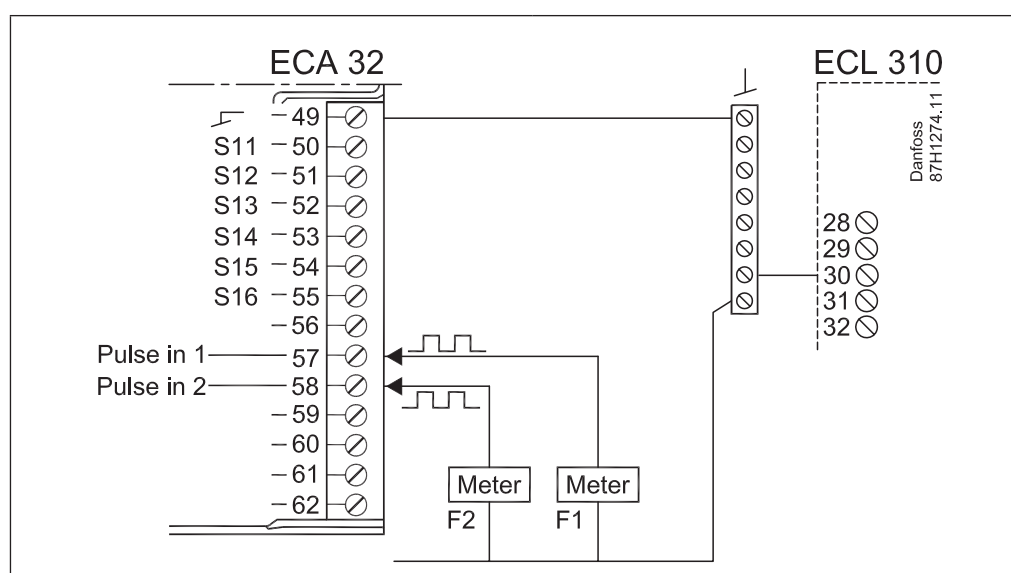 ECA 32
ECL 310
Danfoss
87H1274.11
49
S11 50
S12 51
S13 52
S14 53
S15 54
S16 55
56
Pulse in 1 57
Pulse in 2 58
59
60
61
62
28
29
30
31
32
Meter
F2
Meter
F1